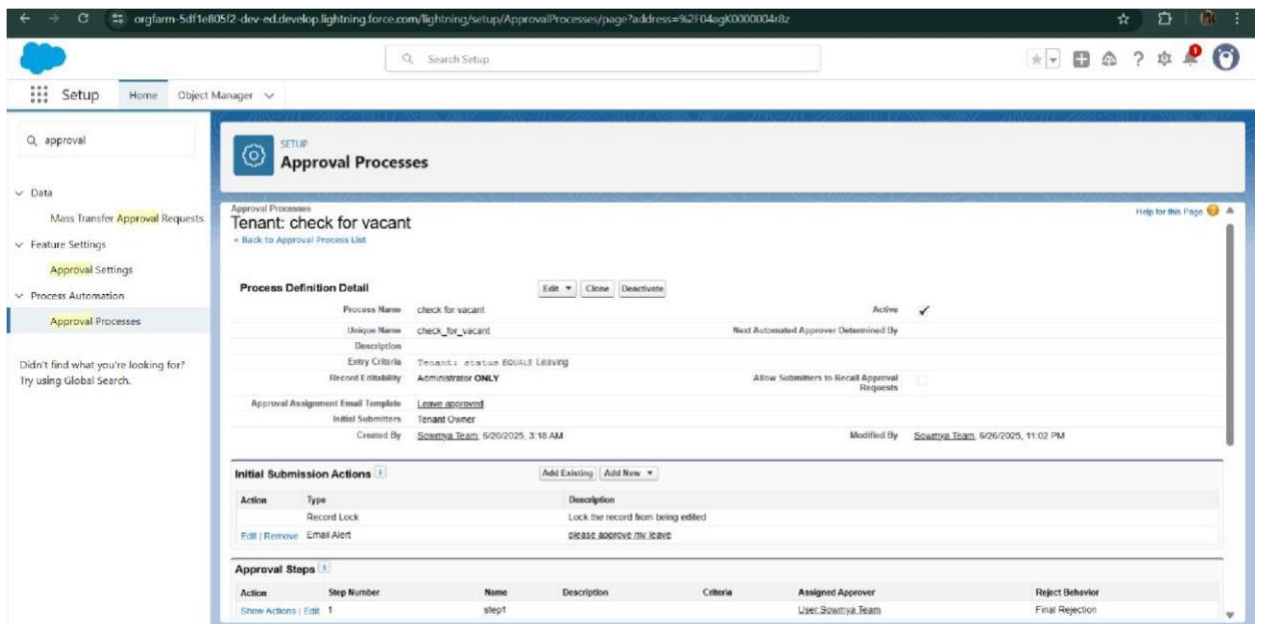 orgfarm-5df1e805f2-dev-ed.develop.lightning.force.com/lightning/setup/ApprovalProcesses/page?address=%2F04agK0000004r8z
Search Setup
Setup Home Object Manager
approval
Data
Mass Transfer Approval Requests
Feature Settings
Approval Settings
Process Automation
Approval Processes
Didn't find what you're looking for?
Try using Global Search.
SETUP
Approval Processes
Approval Processes
Tenant: check for vacant
« Back to Approval Process List
Help for this Page
Process Definition Detail Edit Clone Deactivate
Process Name check for vacant Active ✓
Unique Name check_for_vacant Next Automated Approver Determined By
Description
Entry Criteria Tenant: status EQUALS Leaving
Record Editability Administrator ONLY Allow Submitters to Recall Approval
Requests
Approval Assignment Email Template Leave approved
Initial Submitters Tenant Owner
Created By Sowmya Team, 6/20/2025, 3:18 AM Modified By Sowmya Team, 6/26/2025, 11:02 PM
Initial Submission Actions Add Existing Add New
Action Type Description
Record Lock Lock the record from being edited
Edit | Remove Email Alert please approve my leave
Approval Steps
Action Step Number Name Description Criteria Assigned Approver Reject Behavior
Show Actions | Edit 1 step1 User:Sowmya Team Final Rejection